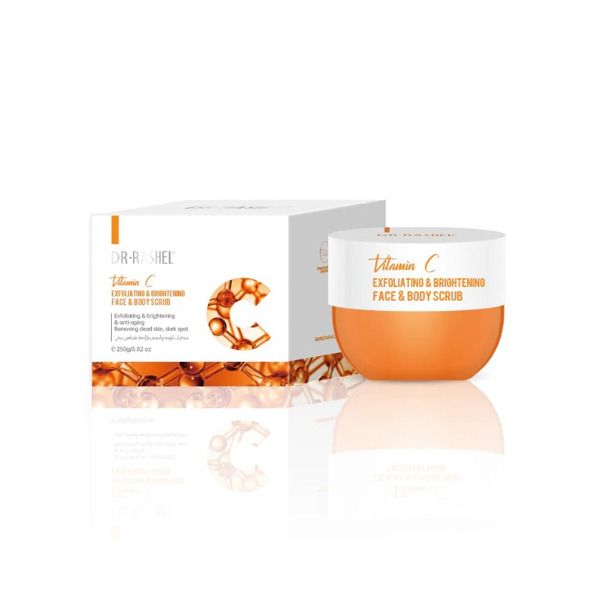 DR·RASHEL
Vitamin C
EXFOLIATING & BRIGHTENING
FACE & BODY SCRUB
Exfoliating & brightening
& anti-aging
Removing dead skin, dark spot
℮ 250g/8.82 oz
C
DR·RASHEL
Vitamin C
EXFOLIATING & BRIGHTENING
FACE & BODY SCRUB